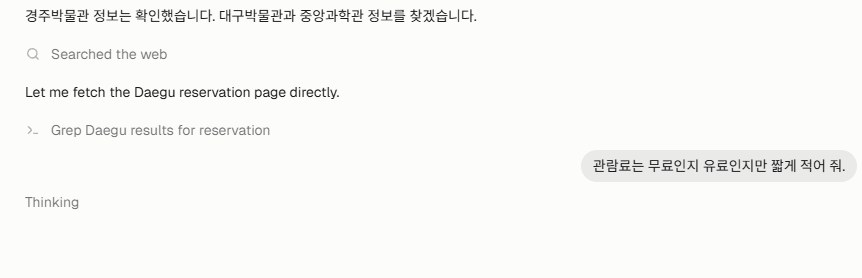 경주박물관 정보는 확인했습니다. 대구박물관과 중앙과학관 정보를 찾겠습니다.
Searched the web
Let me fetch the Daegu reservation page directly.
Grep Daegu results for reservation
관람료는 무료인지 유료인지만 짧게 적어 줘.
Thinking